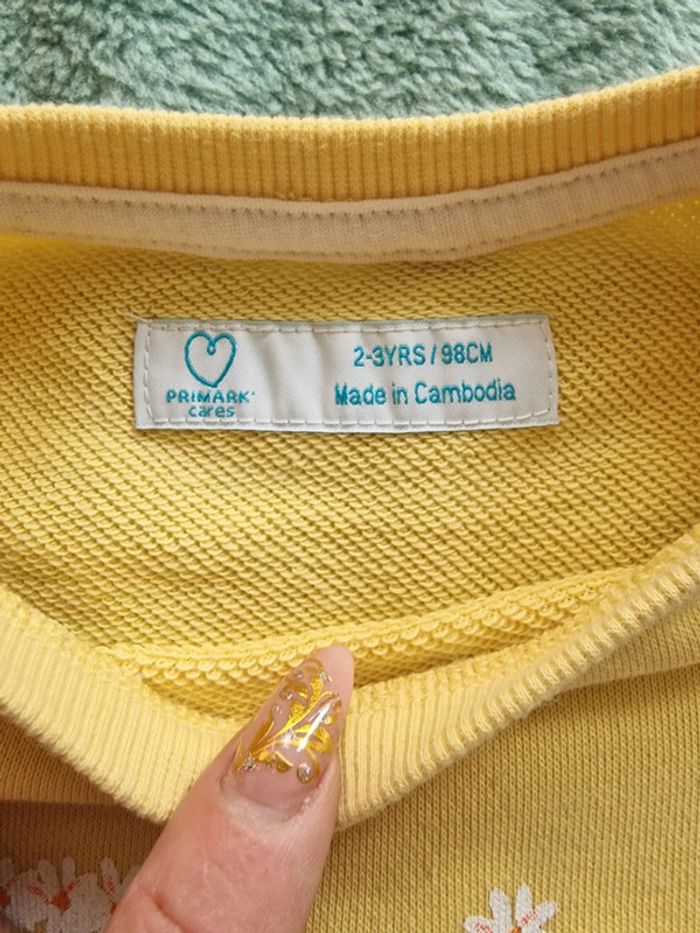 PRIMARK
cares
2-3YRS / 98CM
Made in Cambodia